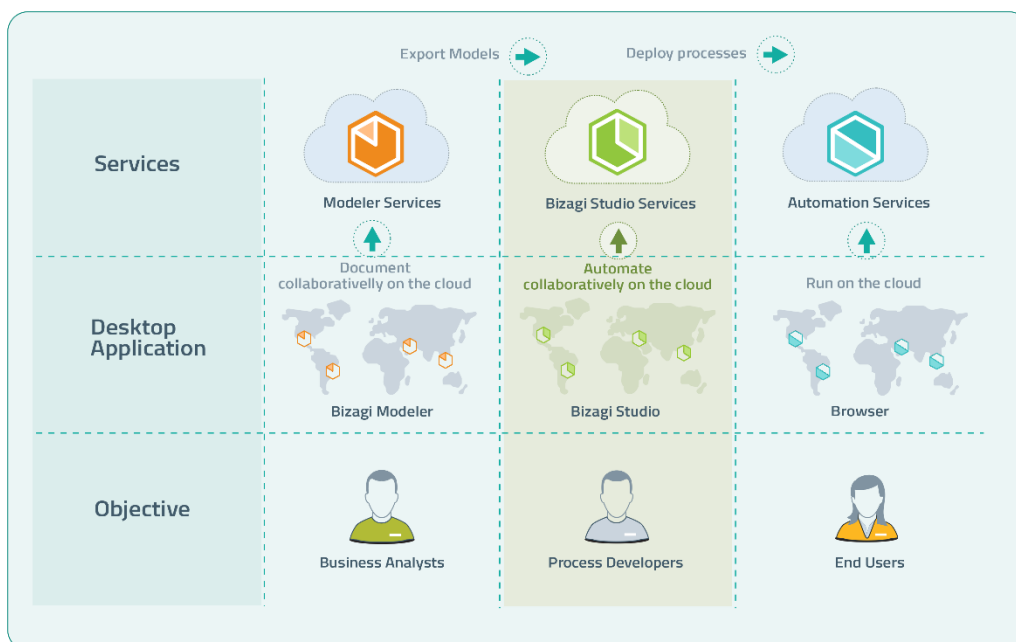 Export Models
Deploy processes
Services
Modeler Services
Bizagi Studio Services
Automation Services
Document
collaborativelly on the cloud
Automate
collaboratively on the cloud
Run on the cloud
Desktop
Application
Bizagi Modeler
Bizagi Studio
Browser
Objective
Business Analysts
Process Developers
End Users